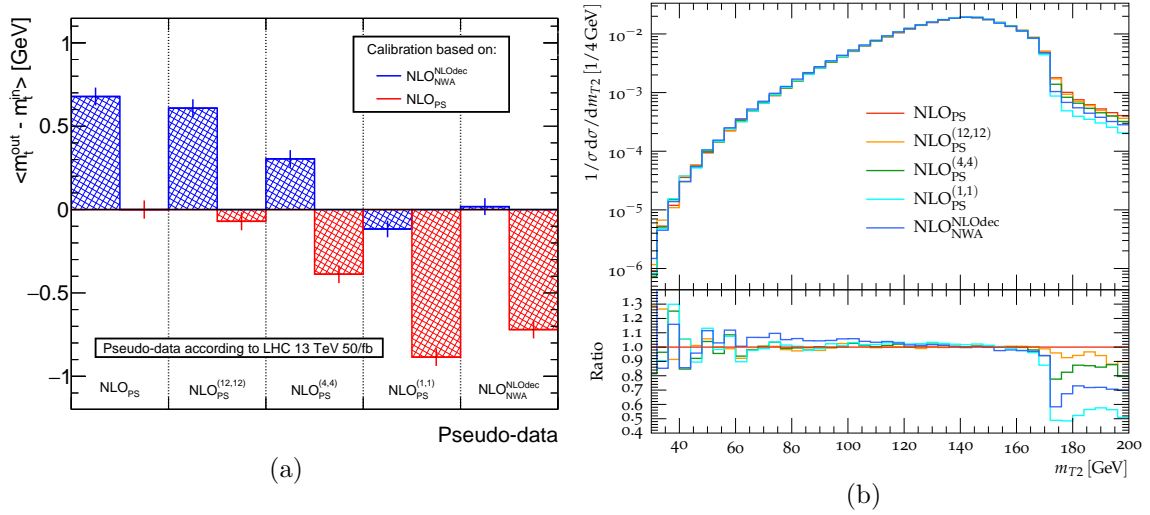 <m_t^out - m_t^in> [GeV]
1
0.5
0
−0.5
−1
Calibration based on:
NLO_NWA^NLOdec
NLO_PS
Pseudo-data according to LHC 13 TeV 50/fb
NLO_PS NLO_PS^(12,12) NLO_PS^(4,4) NLO_PS^(1,1) NLO_NWA^NLOdec
Pseudo-data
(a)
1/σ dσ/dm_T2 [1/4 GeV]
10^−2
10^−3
10^−4
10^−5
10^−6
NLO_PS
NLO_PS^(12,12)
NLO_PS^(4,4)
NLO_PS^(1,1)
NLO_NWA^NLOdec
Ratio
1.3
1.2
1.1
1.0
0.9
0.8
0.7
0.6
0.5
0.4
40 60 80 100 120 140 160 180 200
m_T2 [GeV]
(b)